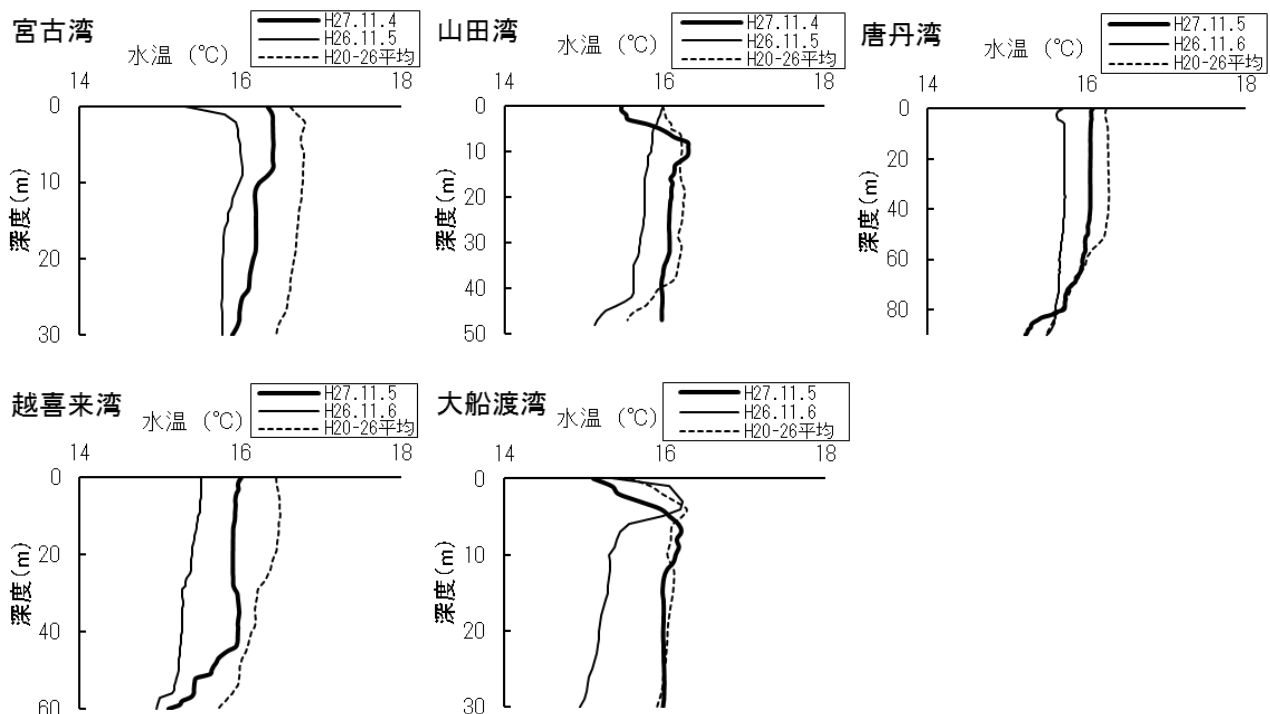 宮古湾
H27.11.4
H26.11.5
H20-26平均
水温 (℃)
14 16 18
深度(m)
0
10
20
30
山田湾
H27.11.4
H26.11.5
H20-26平均
水温 (℃)
14 16 18
深度(m)
0
10
20
30
40
50
唐丹湾
H27.11.5
H26.11.6
H20-26平均
水温 (℃)
14 16 18
深度(m)
0
20
40
60
80
越喜来湾
H27.11.5
H26.11.6
H20-26平均
水温 (℃)
14 16 18
深度(m)
0
20
40
60
大船渡湾
H27.11.5
H26.11.6
H20-26平均
水温 (℃)
14 16 18
深度(m)
0
10
20
30